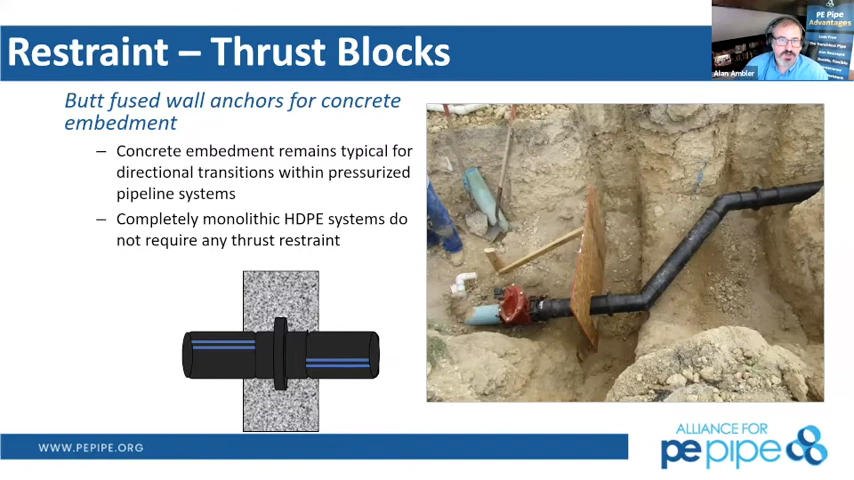 Restraint – Thrust Blocks
PE Pipe
Advantages
Alan Ambler
Butt fused wall anchors for concrete
embedment
– Concrete embedment remains typical for
directional transitions within pressurized
pipeline systems
– Completely monolithic HDPE systems do
not require any thrust restraint
WWW.PEPIPE.ORG
ALLIANCE FOR
pepipe